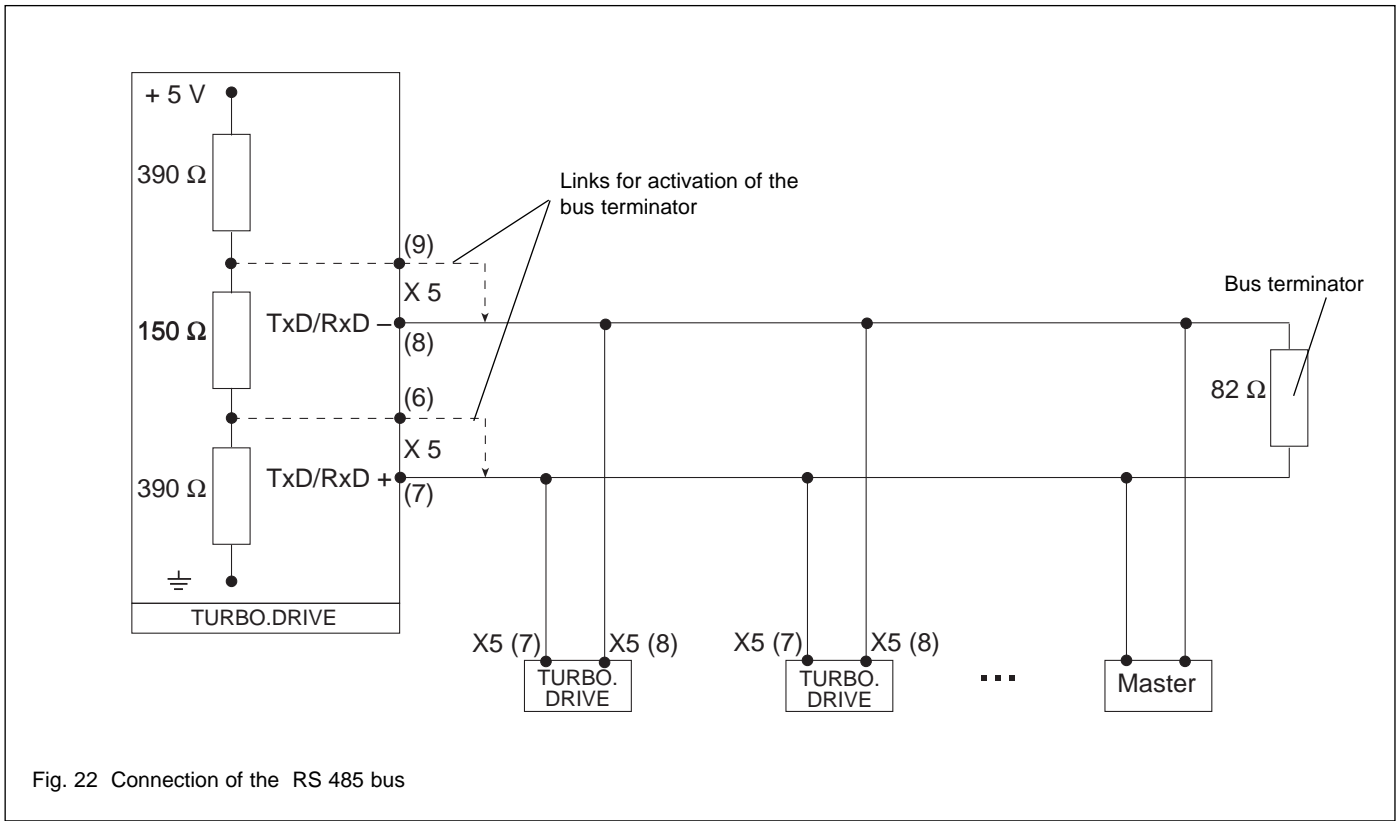 + 5 V
390 Ω
Links for activation of the
bus terminator
(9)
X 5
Bus terminator
150 Ω
TxD/RxD –
(8)
82 Ω
(6)
X 5
390 Ω
TxD/RxD +
(7)
TURBO.DRIVE
X5 (7)
X5 (8)
X5 (7)
X5 (8)
TURBO.
DRIVE
TURBO.
DRIVE
...
Master
Fig. 22 Connection of the RS 485 bus